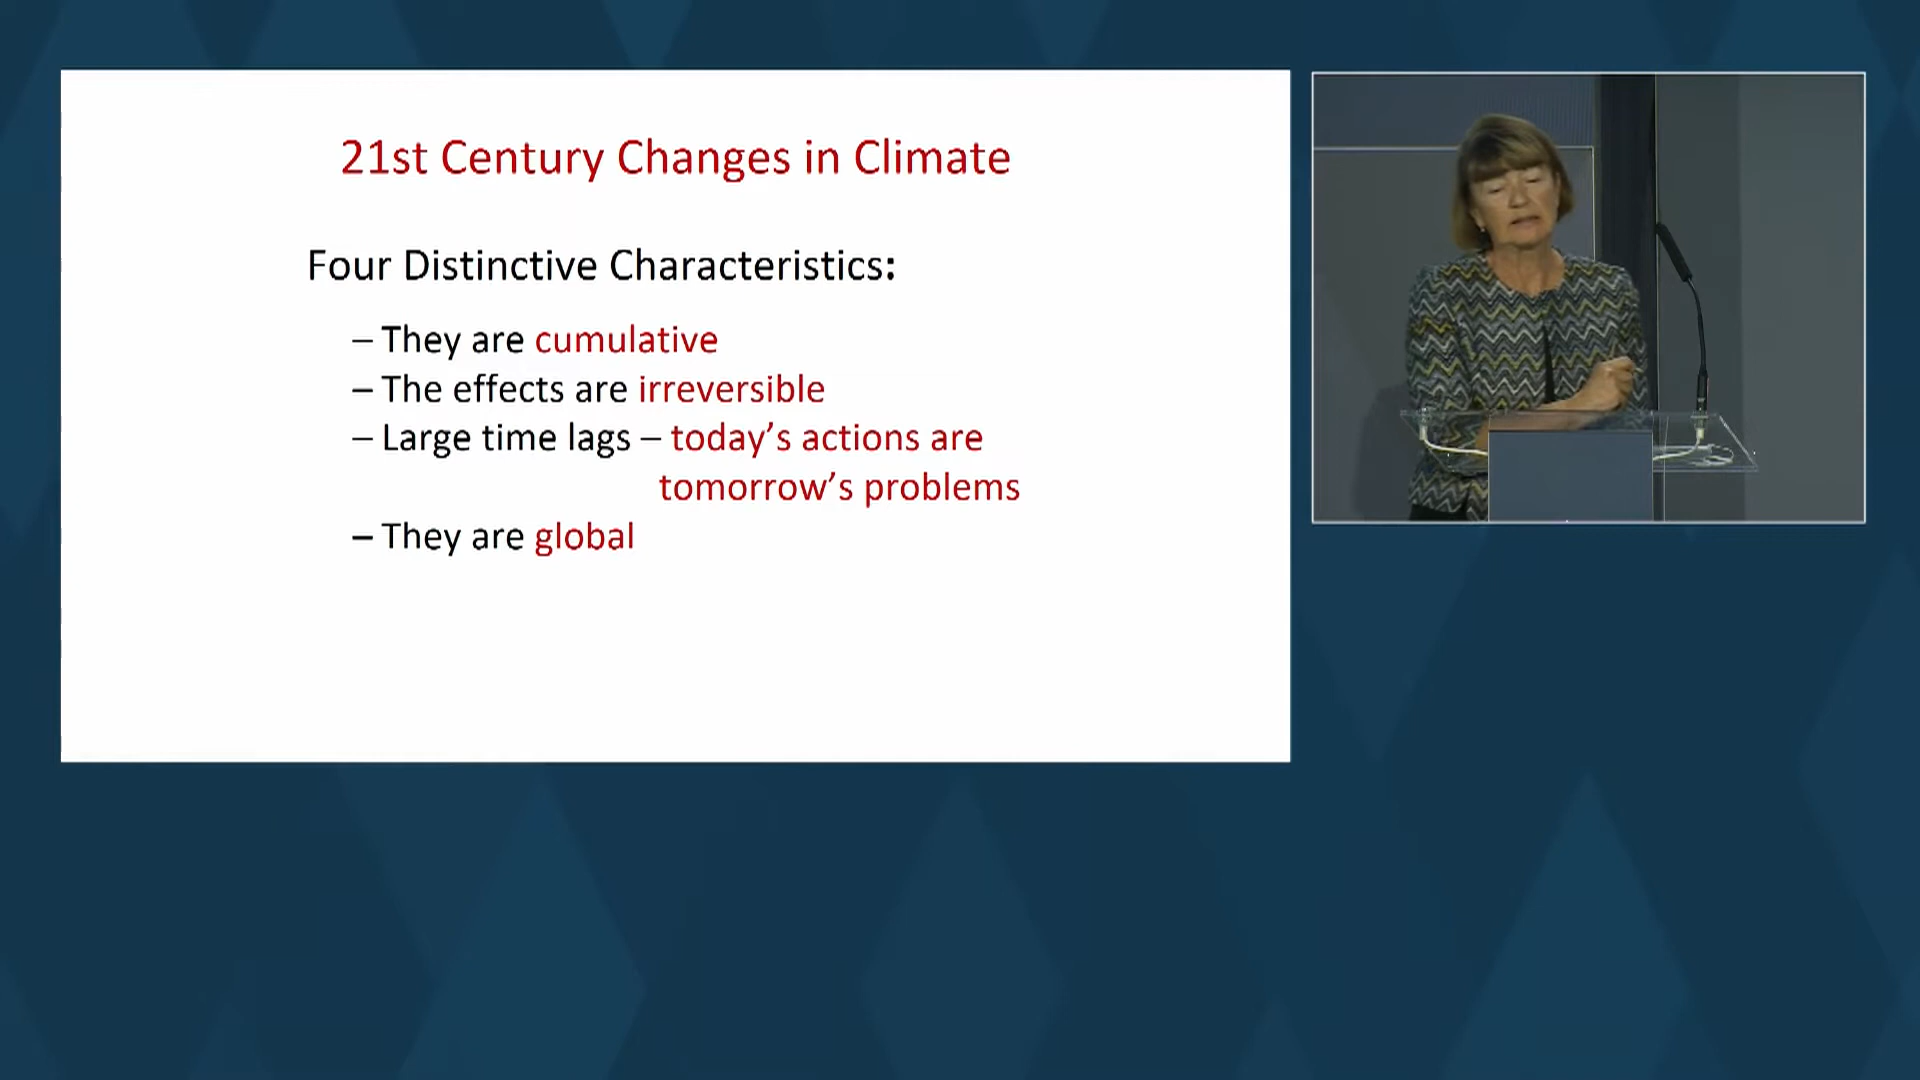 21st Century Changes in Climate
Four Distinctive Characteristics:
– They are cumulative
– The effects are irreversible
– Large time lags – today’s actions are
tomorrow’s problems
– They are global